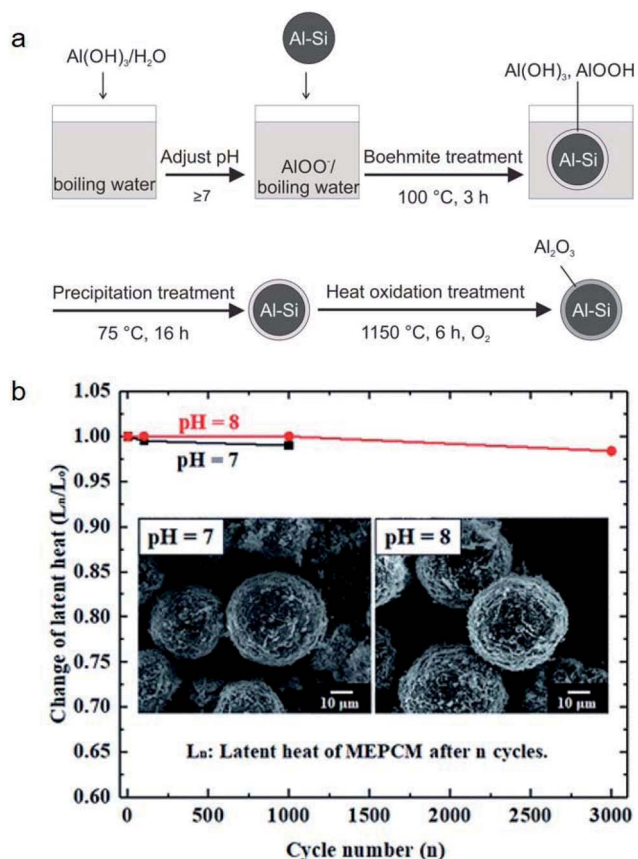 a
Al(OH)₃/H₂O
boiling water
Adjust pH
≥7
Al-Si
AlOO⁻/
boiling water
Boehmite treatment
100 °C, 3 h
Al(OH)₃, AlOOH
Al-Si
Precipitation treatment
75 °C, 16 h
Al-Si
Heat oxidation treatment
1150 °C, 6 h, O₂
Al₂O₃
Al-Si
b
Change of latent heat (Lₙ/Lₒ)
1.05
1.00
0.95
0.90
0.85
0.80
0.75
0.70
0.65
0.60
pH = 8
pH = 7
pH = 7
10 µm
pH = 8
10 µm
Lₙ: Latent heat of MEPCM after n cycles.
0 500 1000 1500 2000 2500 3000
Cycle number (n)